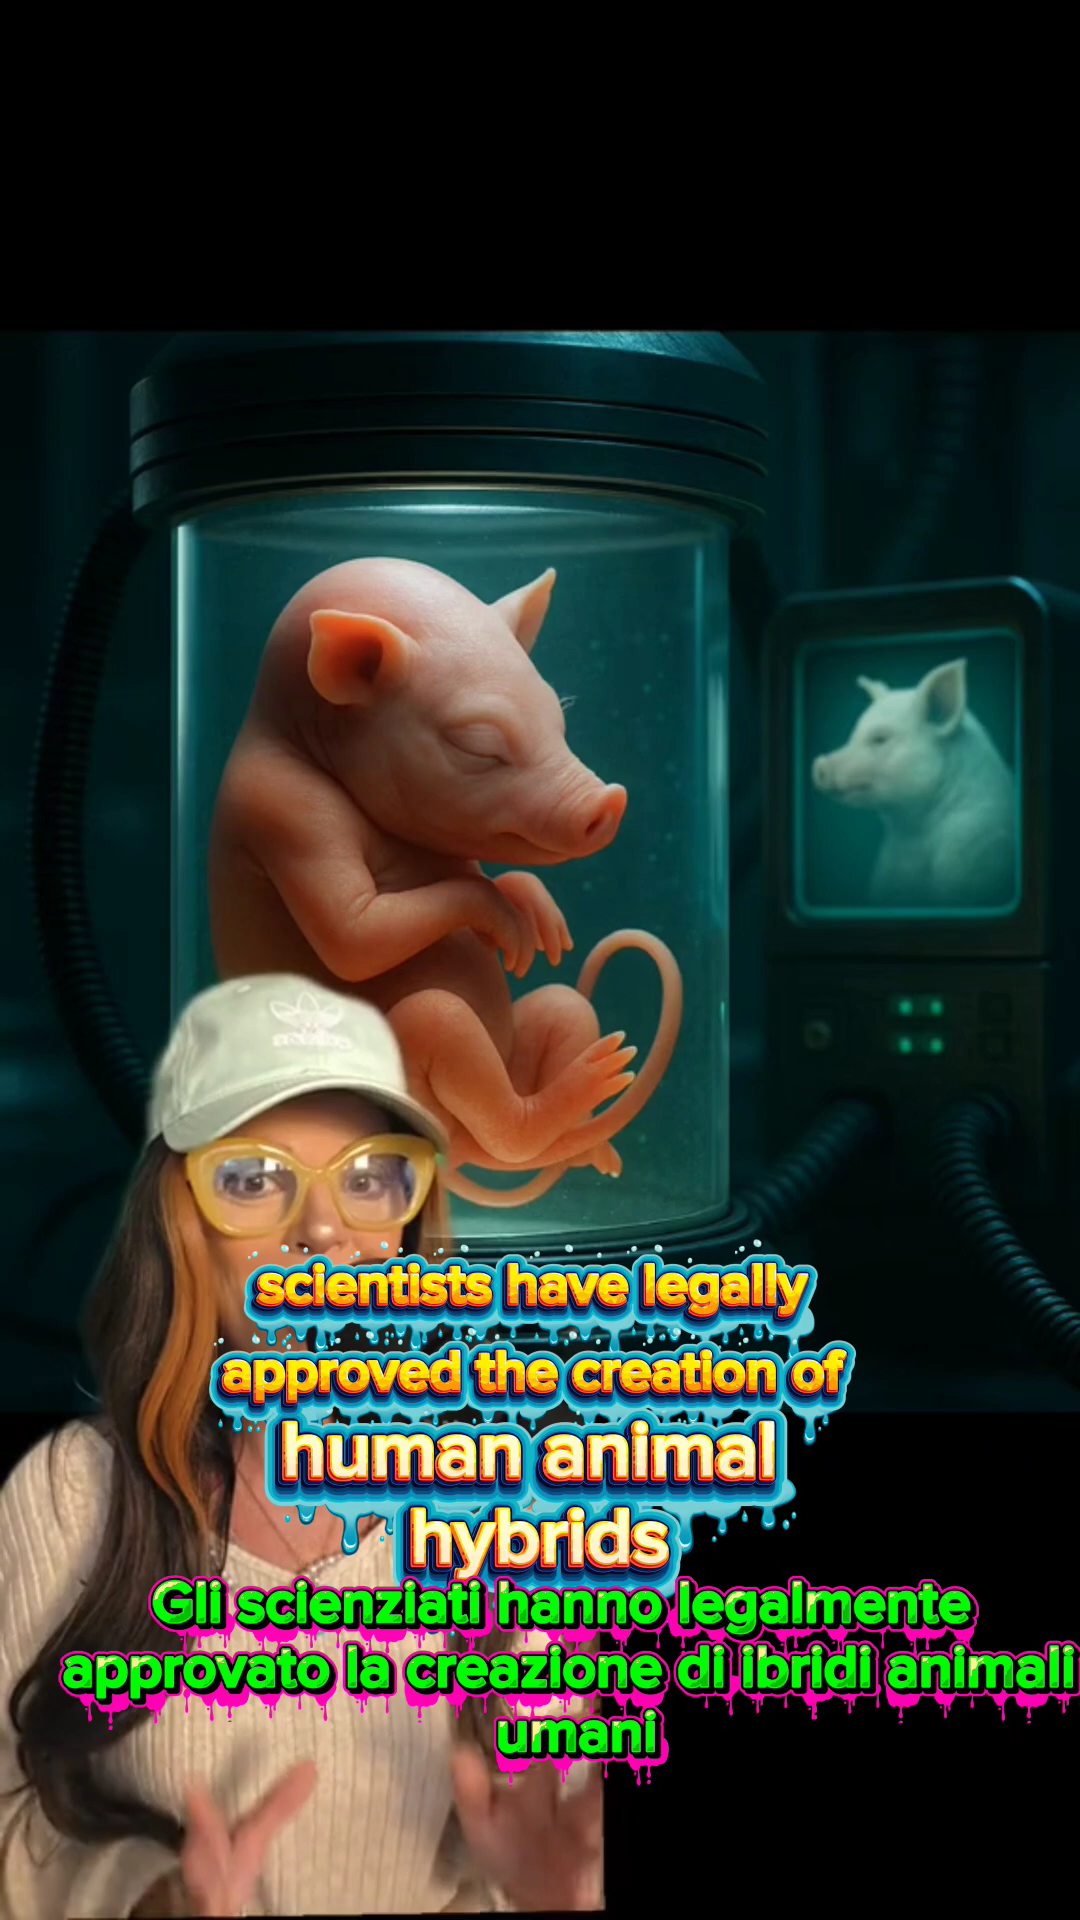 scientists have legally
approved the creation of
human animal
hybrids
Gli scienziati hanno legalmente
approvato la creazione di ibridi animali
umani